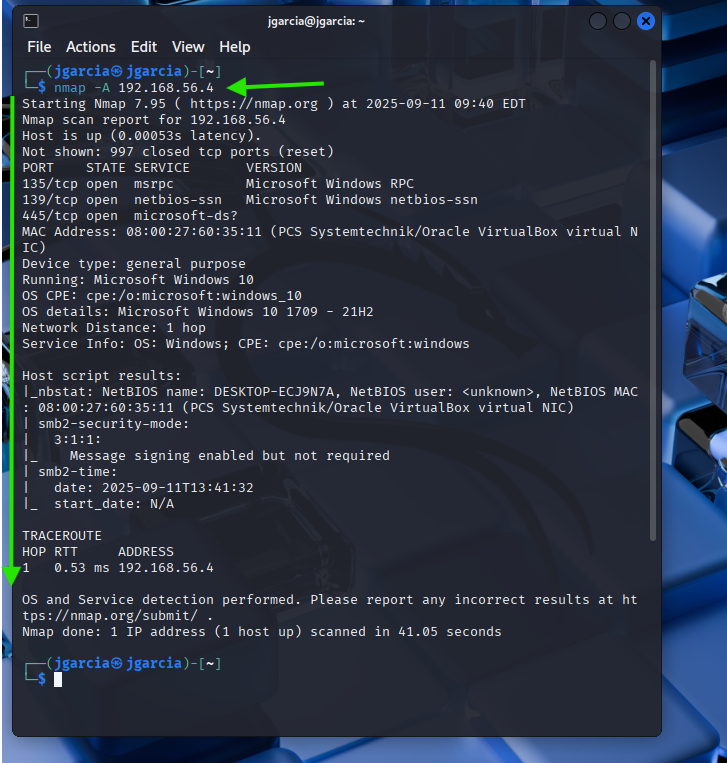 jgarcia@jgarcia: ~
File Actions Edit View Help
┌──(jgarcia㉿jgarcia)-[~]
└─$ nmap -A 192.168.56.4
Starting Nmap 7.95 ( https://nmap.org ) at 2025-09-11 09:40 EDT
Nmap scan report for 192.168.56.4
Host is up (0.00053s latency).
Not shown: 997 closed tcp ports (reset)
PORT    STATE SERVICE       VERSION
135/tcp open  msrpc         Microsoft Windows RPC
139/tcp open  netbios-ssn   Microsoft Windows netbios-ssn
445/tcp open  microsoft-ds?
MAC Address: 08:00:27:60:35:11 (PCS Systemtechnik/Oracle VirtualBox virtual N
IC)
Device type: general purpose
Running: Microsoft Windows 10
OS CPE: cpe:/o:microsoft:windows_10
OS details: Microsoft Windows 10 1709 - 21H2
Network Distance: 1 hop
Service Info: OS: Windows; CPE: cpe:/o:microsoft:windows
Host script results:
|_nbstat: NetBIOS name: DESKTOP-ECJ9N7A, NetBIOS user: <unknown>, NetBIOS MAC
: 08:00:27:60:35:11 (PCS Systemtechnik/Oracle VirtualBox virtual NIC)
| smb2-security-mode:
|   3:1:1:
|_    Message signing enabled but not required
| smb2-time:
|   date: 2025-09-11T13:41:32
|_  start_date: N/A
TRACEROUTE
HOP RTT     ADDRESS
1   0.53 ms 192.168.56.4
OS and Service detection performed. Please report any incorrect results at ht
tps://nmap.org/submit/ .
Nmap done: 1 IP address (1 host up) scanned in 41.05 seconds
┌──(jgarcia㉿jgarcia)-[~]
└─$